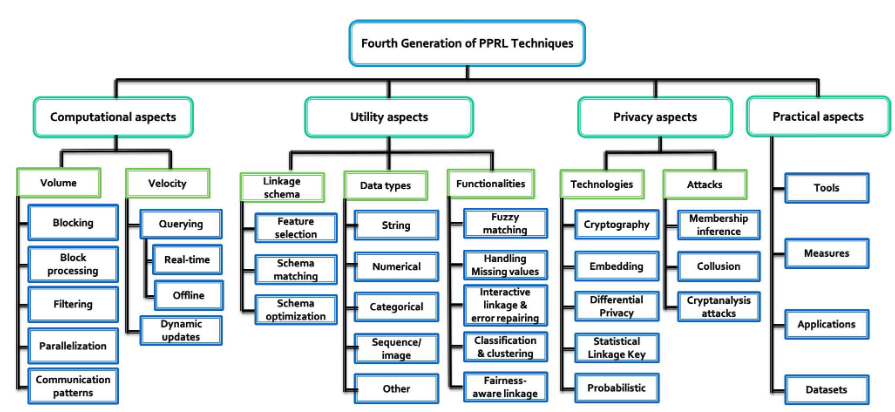 Fourth Generation of PPRL Techniques
Computational aspects
Utility aspects
Privacy aspects
Practical aspects
Volume
Blocking
Block
processing
Filtering
Parallelization
Communication
patterns
Velocity
Querying
Real-time
Offline
Dynamic
updates
Linkage
schema
Feature
selection
Schema
matching
Schema
optimization
Data types
String
Numerical
Categorical
Sequence/
image
Other
Functionalities
Fuzzy
matching
Handling
Missing values
Interactive
linkage &
error repairing
Classification
& clustering
Fairness-
aware linkage
Technologies
Cryptography
Embedding
Differential
Privacy
Statistical
Linkage Key
Probabilistic
Attacks
Membership
inference
Collusion
Cryptanalysis
attacks
Tools
Measures
Applications
Datasets